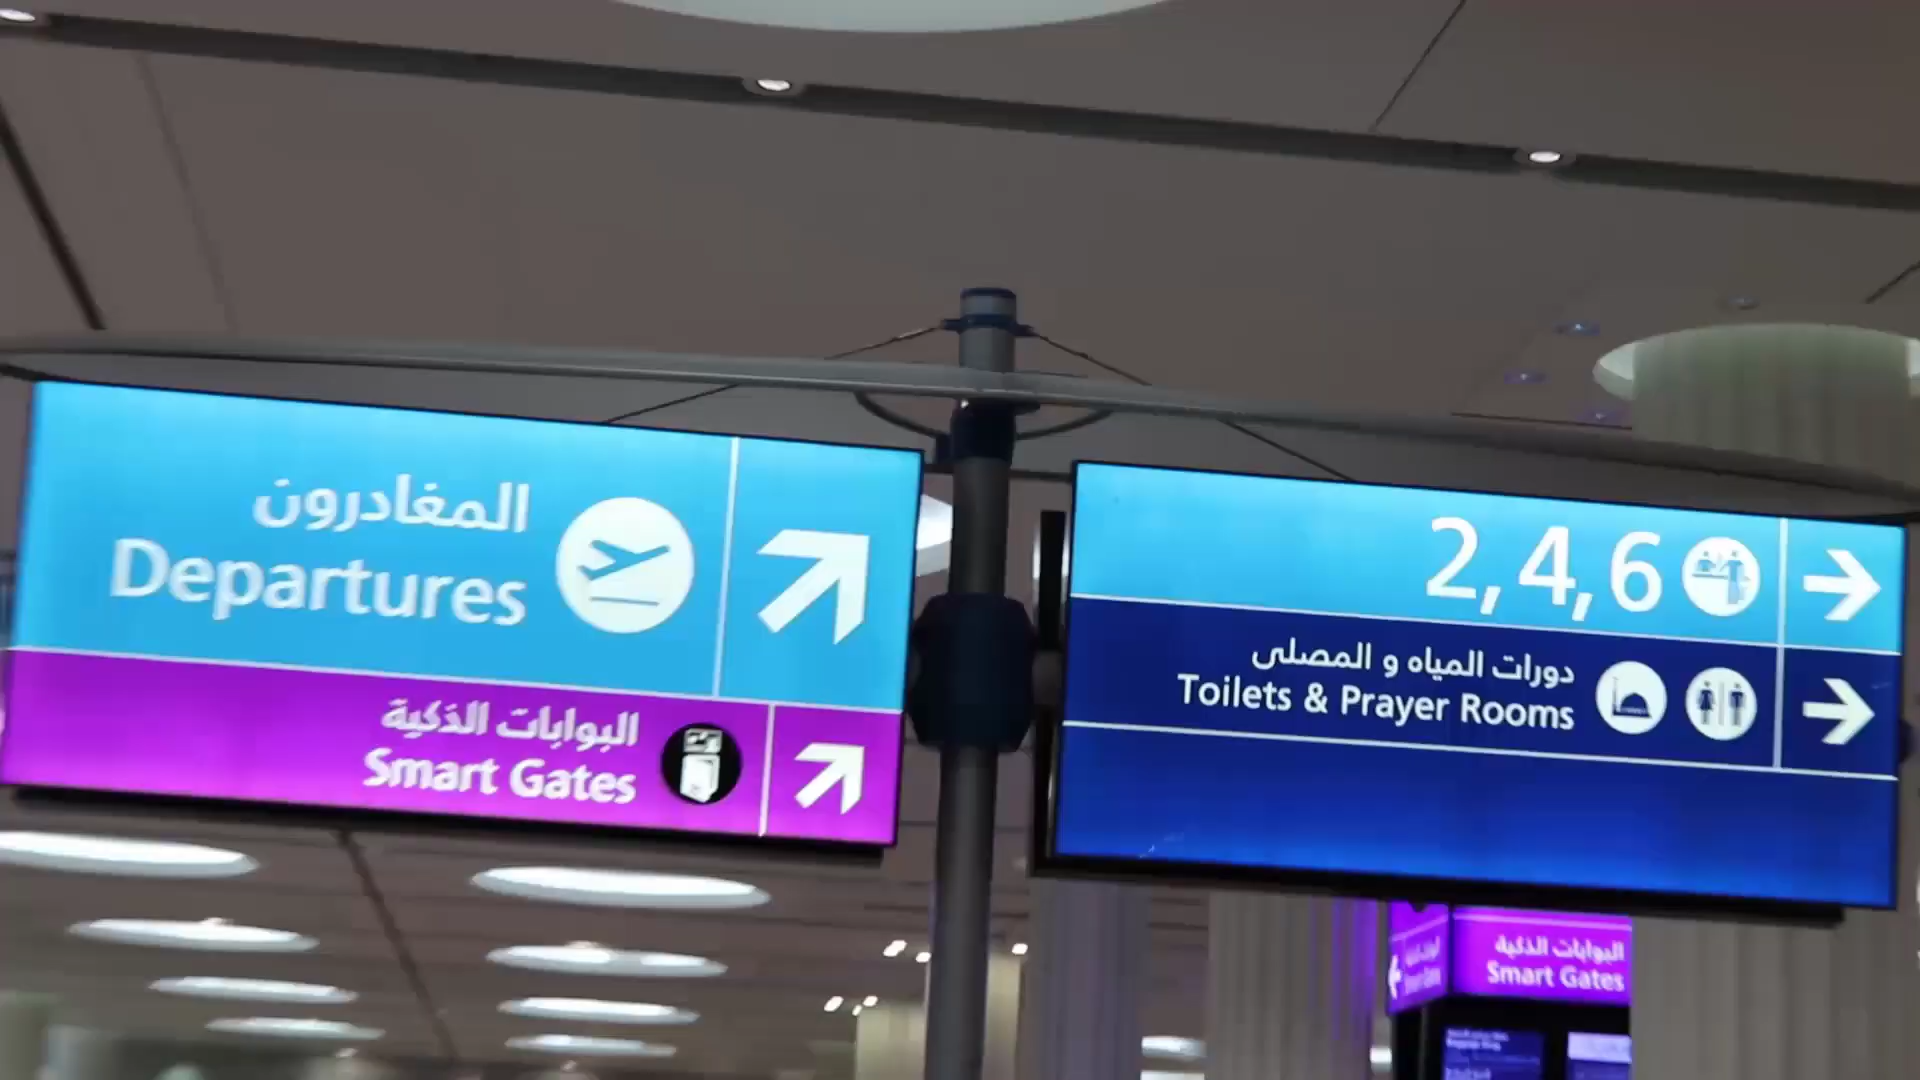 المغادرون
Departures
البوابات الذكية
Smart Gates
2,4,6
دورات المياه و المصلى
Toilets & Prayer Rooms
البوابات الذكية
Smart Gates